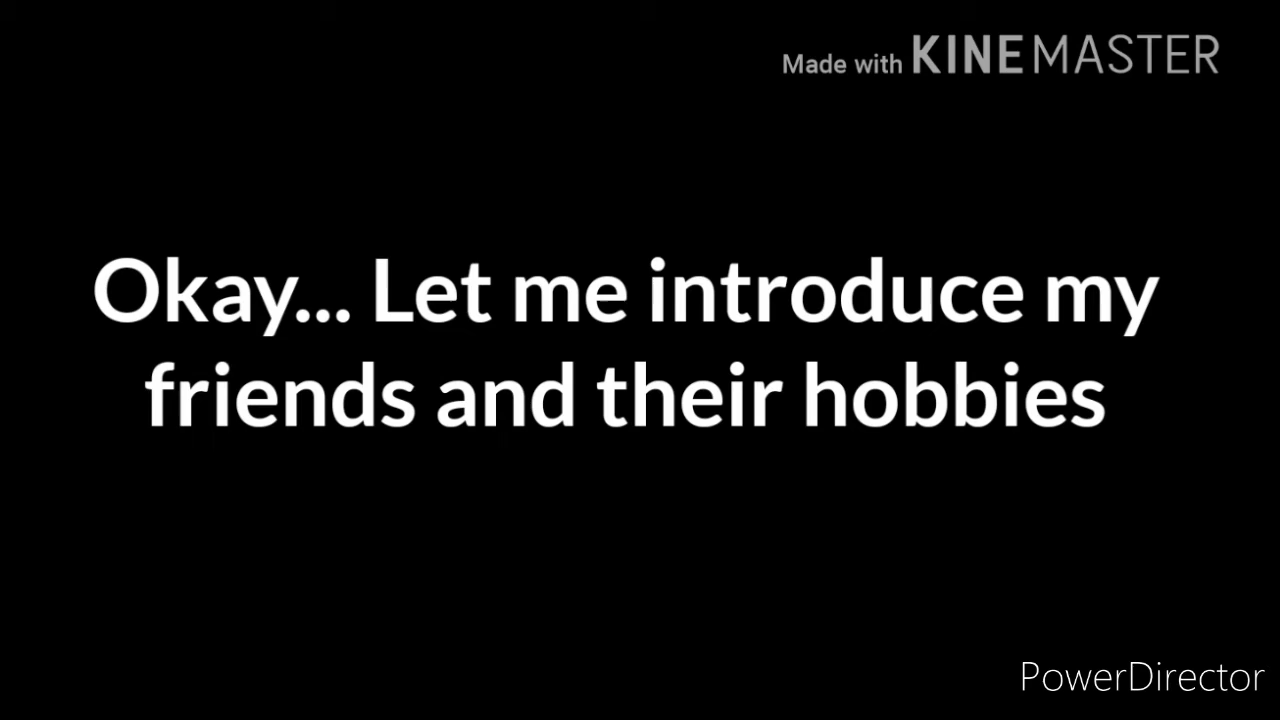 Made with KINEMASTER
Okay... Let me introduce my
friends and their hobbies
PowerDirector